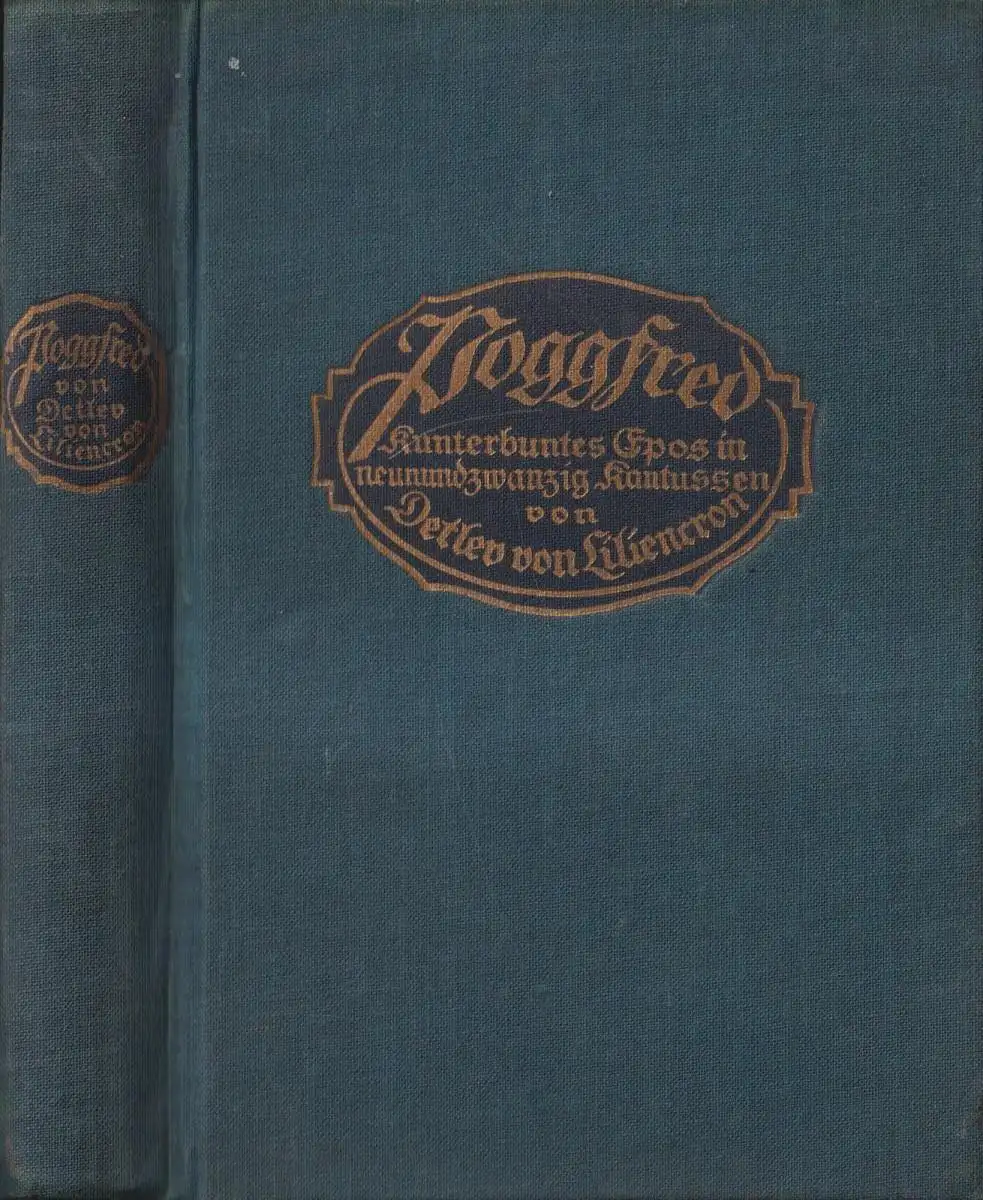 Poggfred
von
Detlev
von
Liliencron
Poggfred
Kunterbuntes Epos in
neunundzwanzig Kantussen
von
Detlev von Liliencron